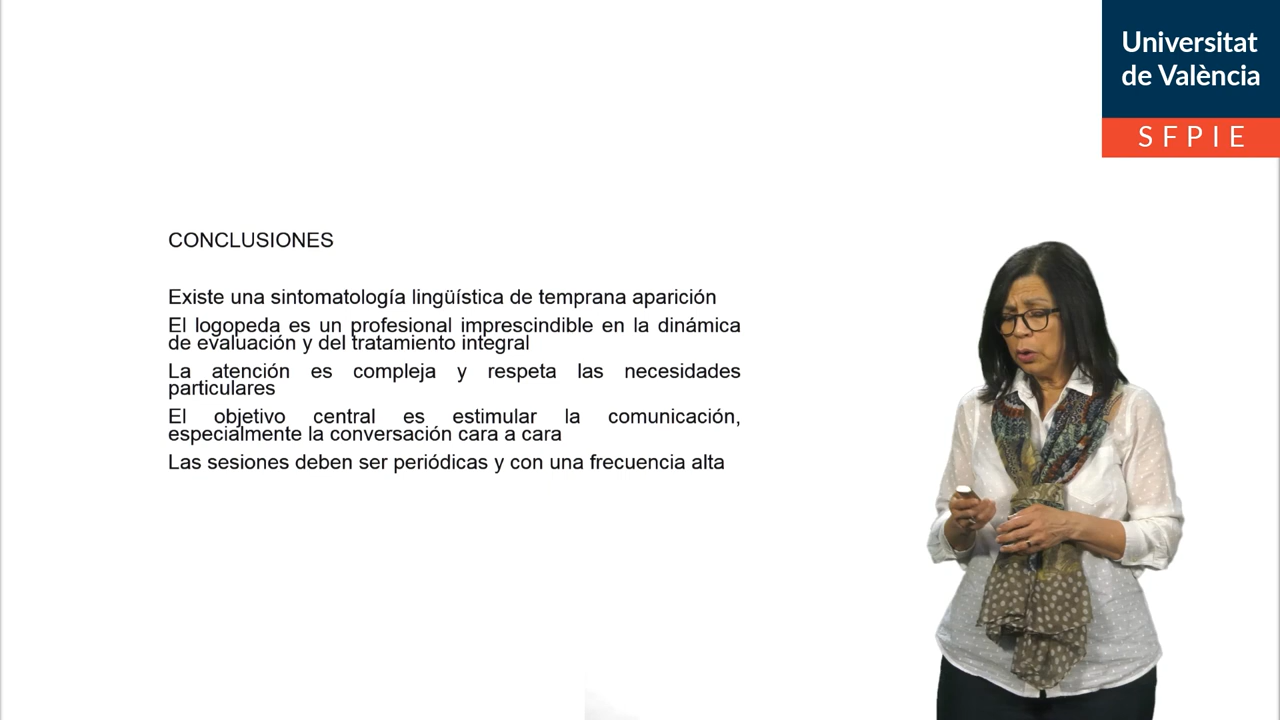 Universitat
de València
SFPIE
CONCLUSIONES
Existe una sintomatología lingüística de temprana aparición
El logopeda es un profesional imprescindible en la dinámica
de evaluación y del tratamiento integral
La atención es compleja y respeta las necesidades
particulares
El objetivo central es estimular la comunicación,
especialmente la conversación cara a cara
Las sesiones deben ser periódicas y con una frecuencia alta